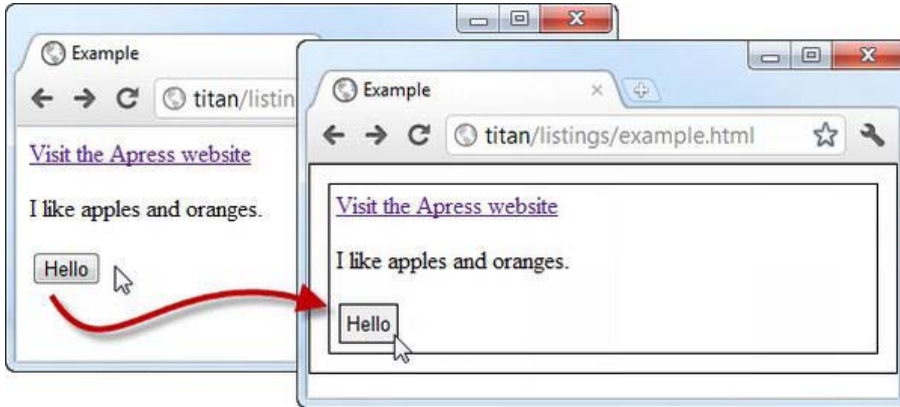 Example
titan/listin
Visit the Apress website
I like apples and oranges.
Hello
Example
titan/listings/example.html
Visit the Apress website
I like apples and oranges.
Hello